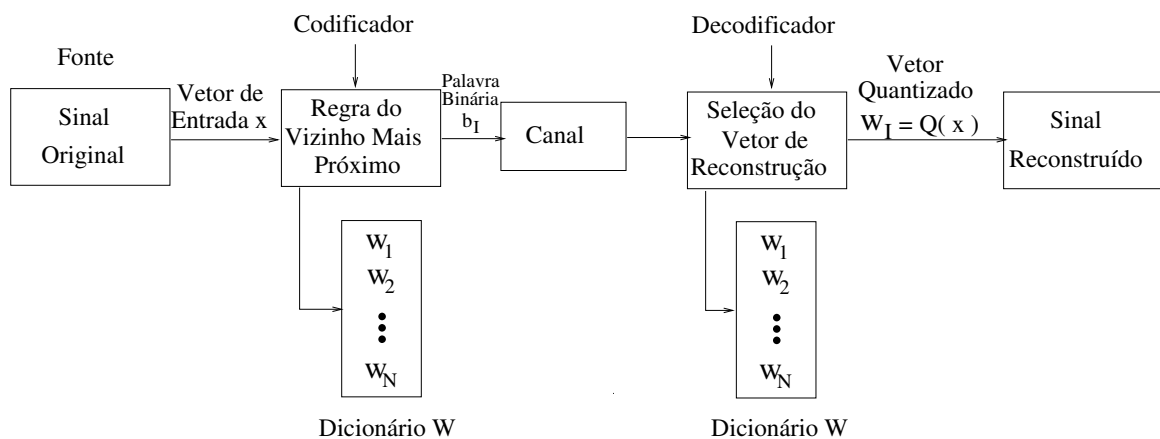 Codificador
Decodificador
Fonte
Sinal
Original
Vetor de
Entrada x
Regra do
Vizinho Mais
Próximo
Palavra
Binária
b_I
Canal
Seleção do
Vetor de
Reconstrução
Vetor
Quantizado
W_I = Q( x )
Sinal
Reconstruído
W_1
W_2
W_N
Dicionário W
W_1
W_2
W_N
Dicionário W